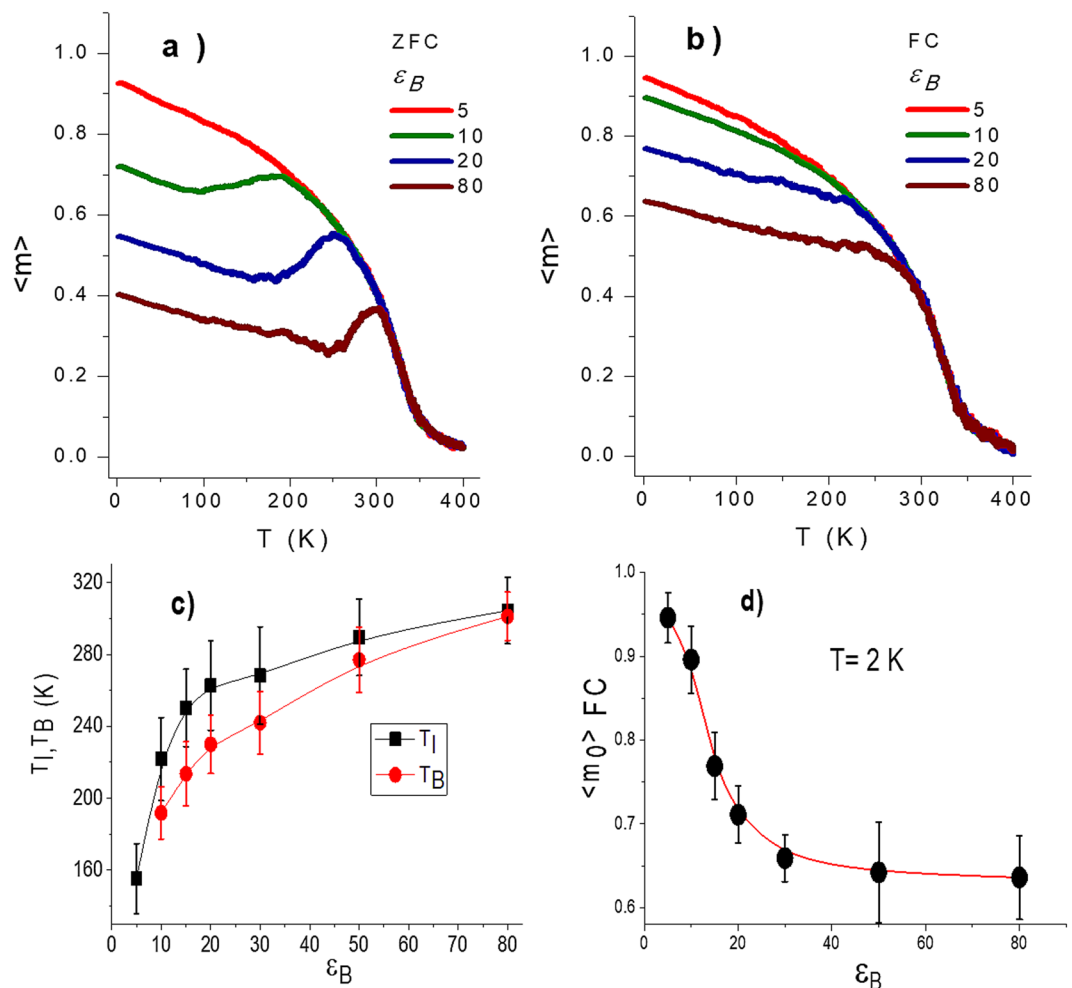 a )
ZFC
ε_B
5
10
20
80
1.0
0.8
0.6
0.4
0.2
0.0
<m>
0
100
200
300
400
T (K)
b )
FC
ε_B
5
10
20
80
1.0
0.8
0.6
0.4
0.2
0.0
<m>
0
100
200
300
400
T (K)
c)
320
280
240
200
160
T_I,T_B (K)
T_I
T_B
0
10
20
30
40
50
60
70
80
ε_B
d)
T= 2 K
1.0
0.9
0.8
0.7
0.6
<m_0> FC
0
20
40
60
80
ε_B